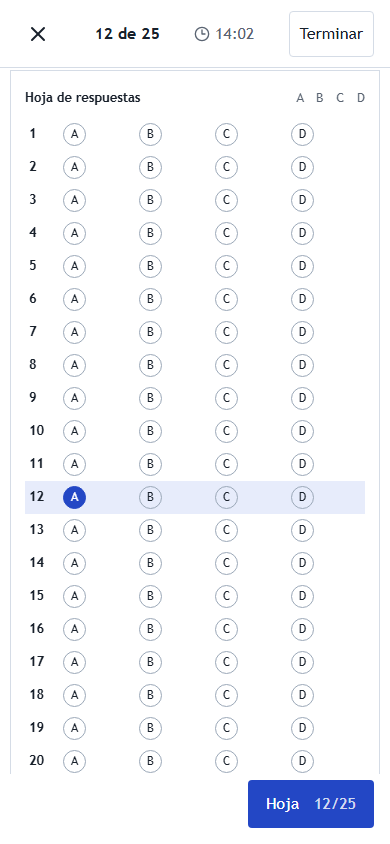 12 de 25 14:02 Terminar
Hoja de respuestas A B C D
1 A B C D
2 A B C D
3 A B C D
4 A B C D
5 A B C D
6 A B C D
7 A B C D
8 A B C D
9 A B C D
10 A B C D
11 A B C D
12 A B C D
13 A B C D
14 A B C D
15 A B C D
16 A B C D
17 A B C D
18 A B C D
19 A B C D
20 A B C D
Hoja 12/25